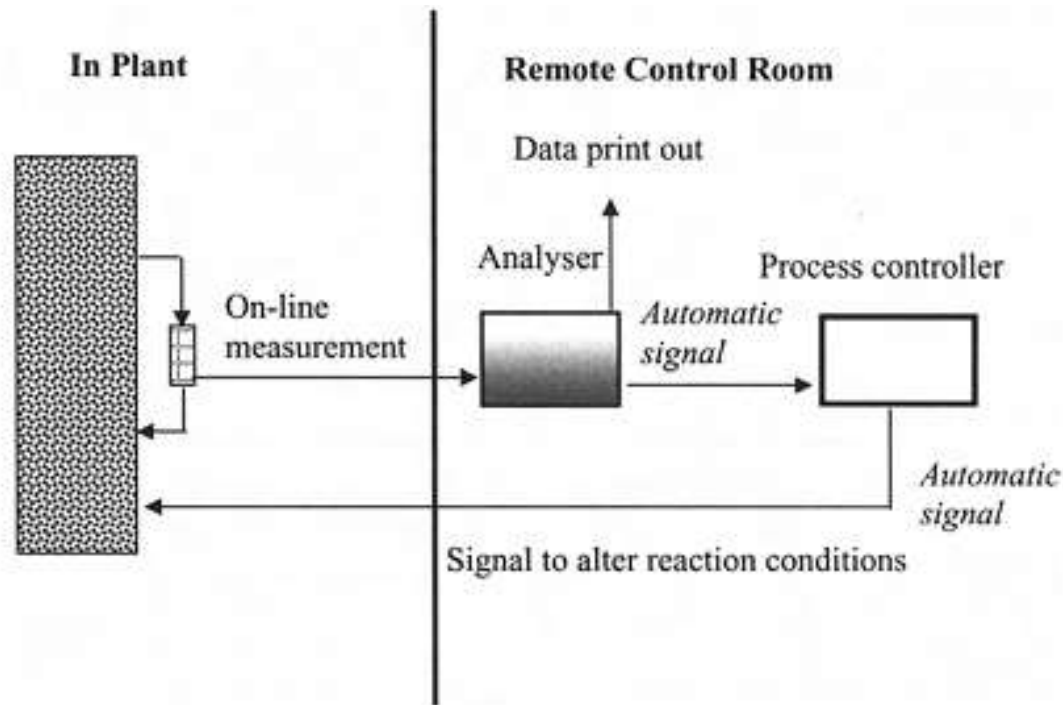 In Plant
Remote Control Room
Data print out
Analyser
Process controller
On-line
measurement
Automatic
signal
Automatic
signal
Signal to alter reaction conditions